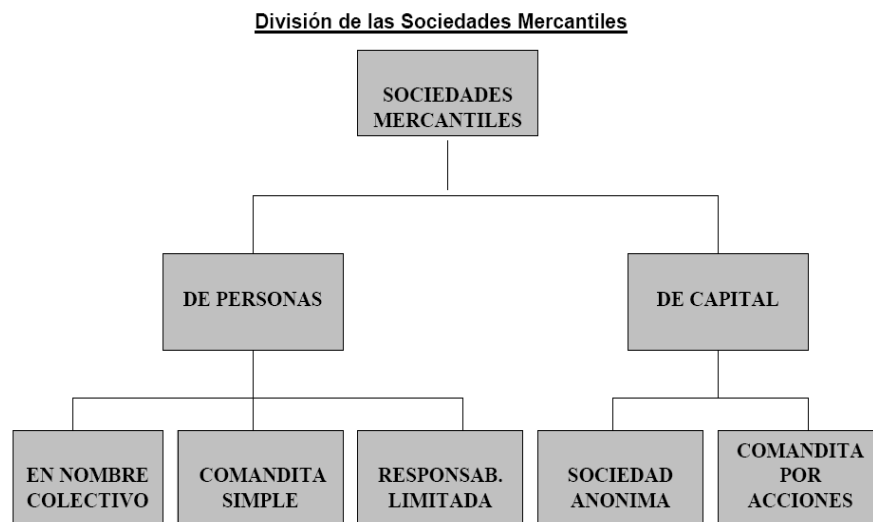 División de las Sociedades Mercantiles
SOCIEDADES
MERCANTILES
DE PERSONAS
DE CAPITAL
EN NOMBRE
COLECTIVO
COMANDITA
SIMPLE
RESPONSAB.
LIMITADA
SOCIEDAD
ANONIMA
COMANDITA
POR
ACCIONES